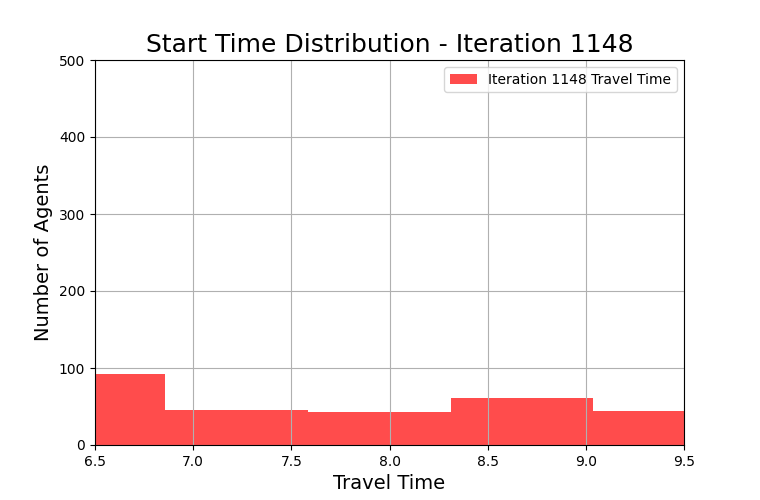 Start Time Distribution - Iteration 1148
Iteration 1148 Travel Time
Number of Agents
500
400
300
200
100
0
6.5 7.0 7.5 8.0 8.5 9.0 9.5
Travel Time